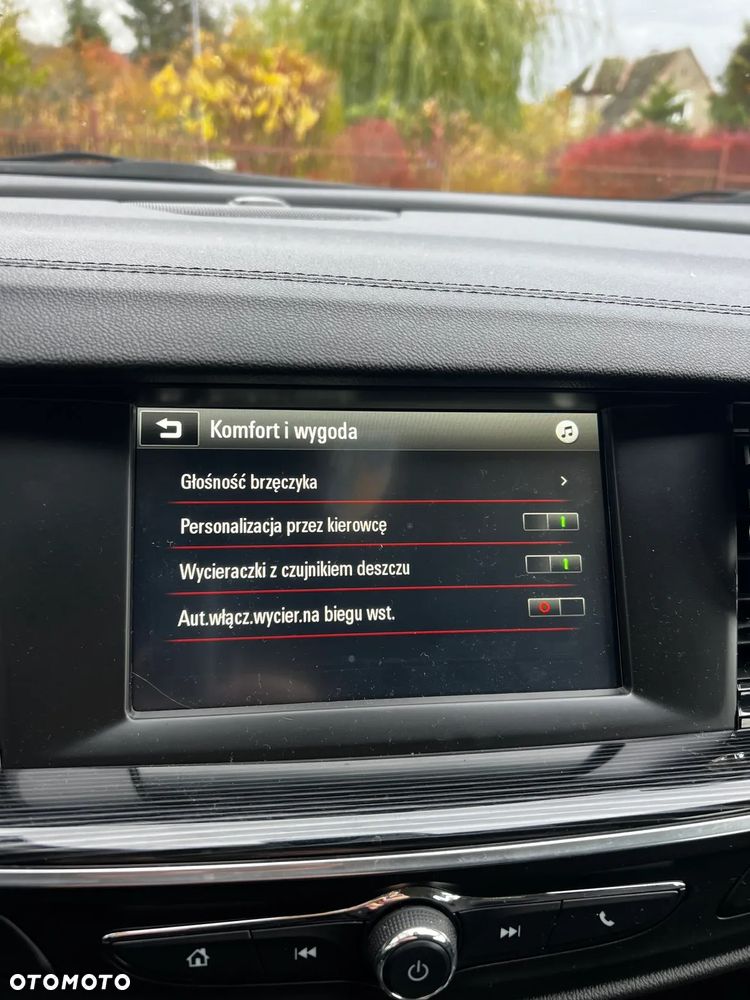 Komfort i wygoda
Głośność brzęczyka
Personalizacja przez kierowcę
Wycieraczki z czujnikiem deszczu
Aut.włącz.wycier.na biegu wst.
OTOMOTO